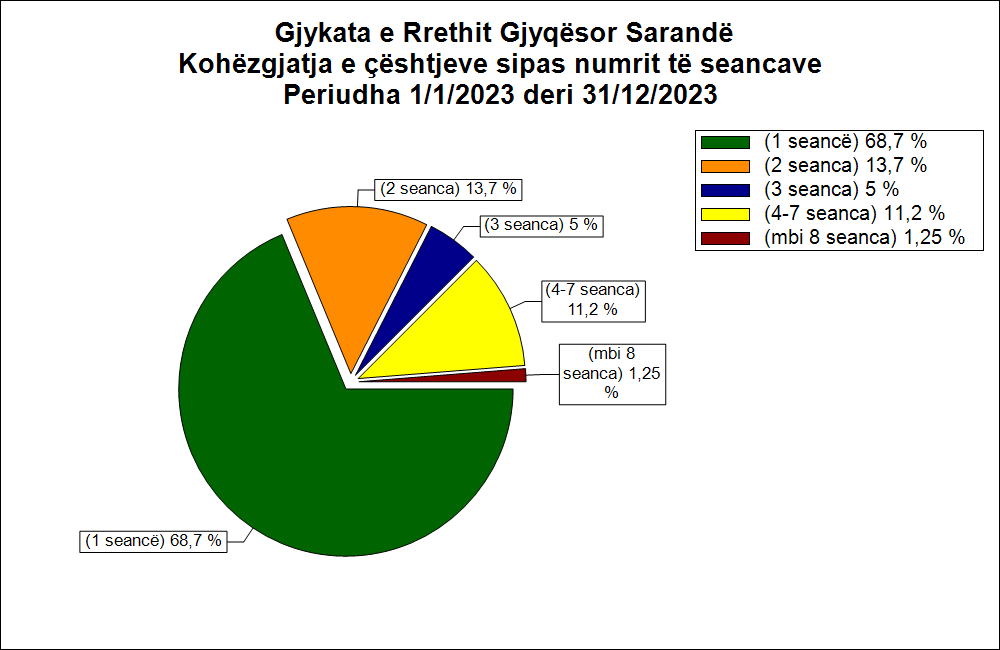 Gjykata e Rrethit Gjyqësor Sarandë
Kohëzgjatja e çështjeve sipas numrit të seancave
Periudha 1/1/2023 deri 31/12/2023
(1 seancë) 68,7 %
(2 seanca) 13,7 %
(3 seanca) 5 %
(4-7 seanca) 11,2 %
(mbi 8 seanca) 1,25 %
(2 seanca) 13,7 %
(3 seanca) 5 %
(4-7 seanca)
11,2 %
(mbi 8
seanca) 1,25
%
(1 seancë) 68,7 %